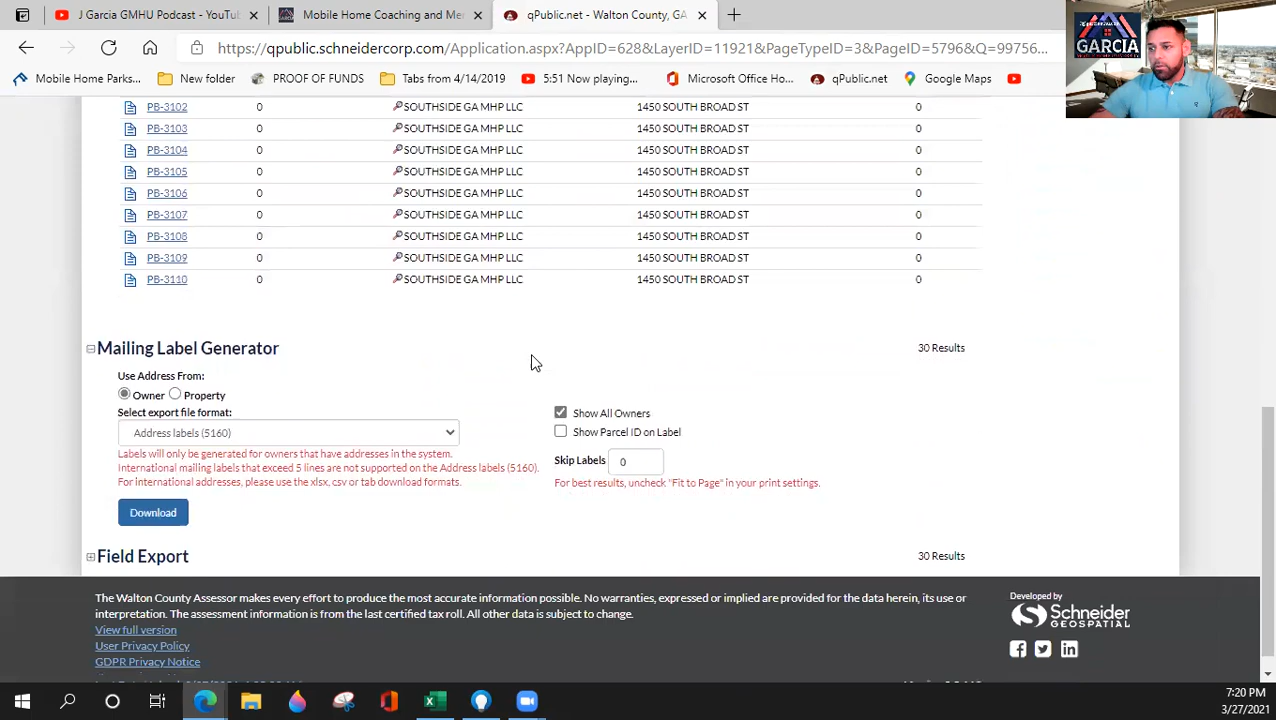 J Garcia GMHU Podcast - YouTu
Mobile Home Coaching and Me
qPublic.net - Walton County, GA
https://qpublic.schneidercorp.com/Application.aspx?AppID=628&LayerID=11921&PageTypeID=3&PageID=5796&Q=99756...
Mobile Home Parks...
New folder
PROOF OF FUNDS
Tabs from 4/14/2019
5:51 Now playing...
Microsoft Office Ho...
qPublic.net
Google Maps
GARCIA
PB-3102 0 SOUTHSIDE GA MHP LLC 1450 SOUTH BROAD ST 0
PB-3103 0 SOUTHSIDE GA MHP LLC 1450 SOUTH BROAD ST 0
PB-3104 0 SOUTHSIDE GA MHP LLC 1450 SOUTH BROAD ST 0
PB-3105 0 SOUTHSIDE GA MHP LLC 1450 SOUTH BROAD ST 0
PB-3106 0 SOUTHSIDE GA MHP LLC 1450 SOUTH BROAD ST 0
PB-3107 0 SOUTHSIDE GA MHP LLC 1450 SOUTH BROAD ST 0
PB-3108 0 SOUTHSIDE GA MHP LLC 1450 SOUTH BROAD ST 0
PB-3109 0 SOUTHSIDE GA MHP LLC 1450 SOUTH BROAD ST 0
PB-3110 0 SOUTHSIDE GA MHP LLC 1450 SOUTH BROAD ST 0
Mailing Label Generator 30 Results
Use Address From:
Owner Property
Select export file format:
Address labels (5160)
Labels will only be generated for owners that have addresses in the system.
International mailing labels that exceed 5 lines are not supported on the Address labels (5160).
For international addresses, please use the xlsx, csv or tab download formats.
Show All Owners
Show Parcel ID on Label
Skip Labels 0
For best results, uncheck "Fit to Page" in your print settings.
Download
Field Export 30 Results
The Walton County Assessor makes every effort to produce the most accurate information possible. No warranties, expressed or implied are provided for the data herein, its use or
interpretation. The assessment information is from the last certified tax roll. All other data is subject to change.
View full version
User Privacy Policy
GDPR Privacy Notice
Developed by
Schneider
GEOSPATIAL
7:20 PM
3/27/2021